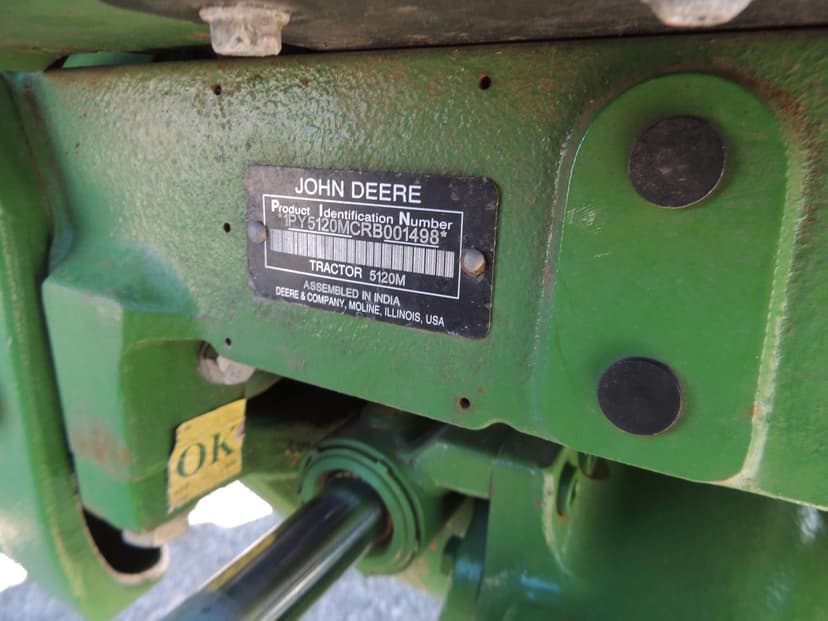 JOHN DEERE
Product Identification Number
*1PY5120MCRB001498*
TRACTOR 5120M
ASSEMBLED IN INDIA
DEERE & COMPANY, MOLINE, ILLINOIS, USA
OK